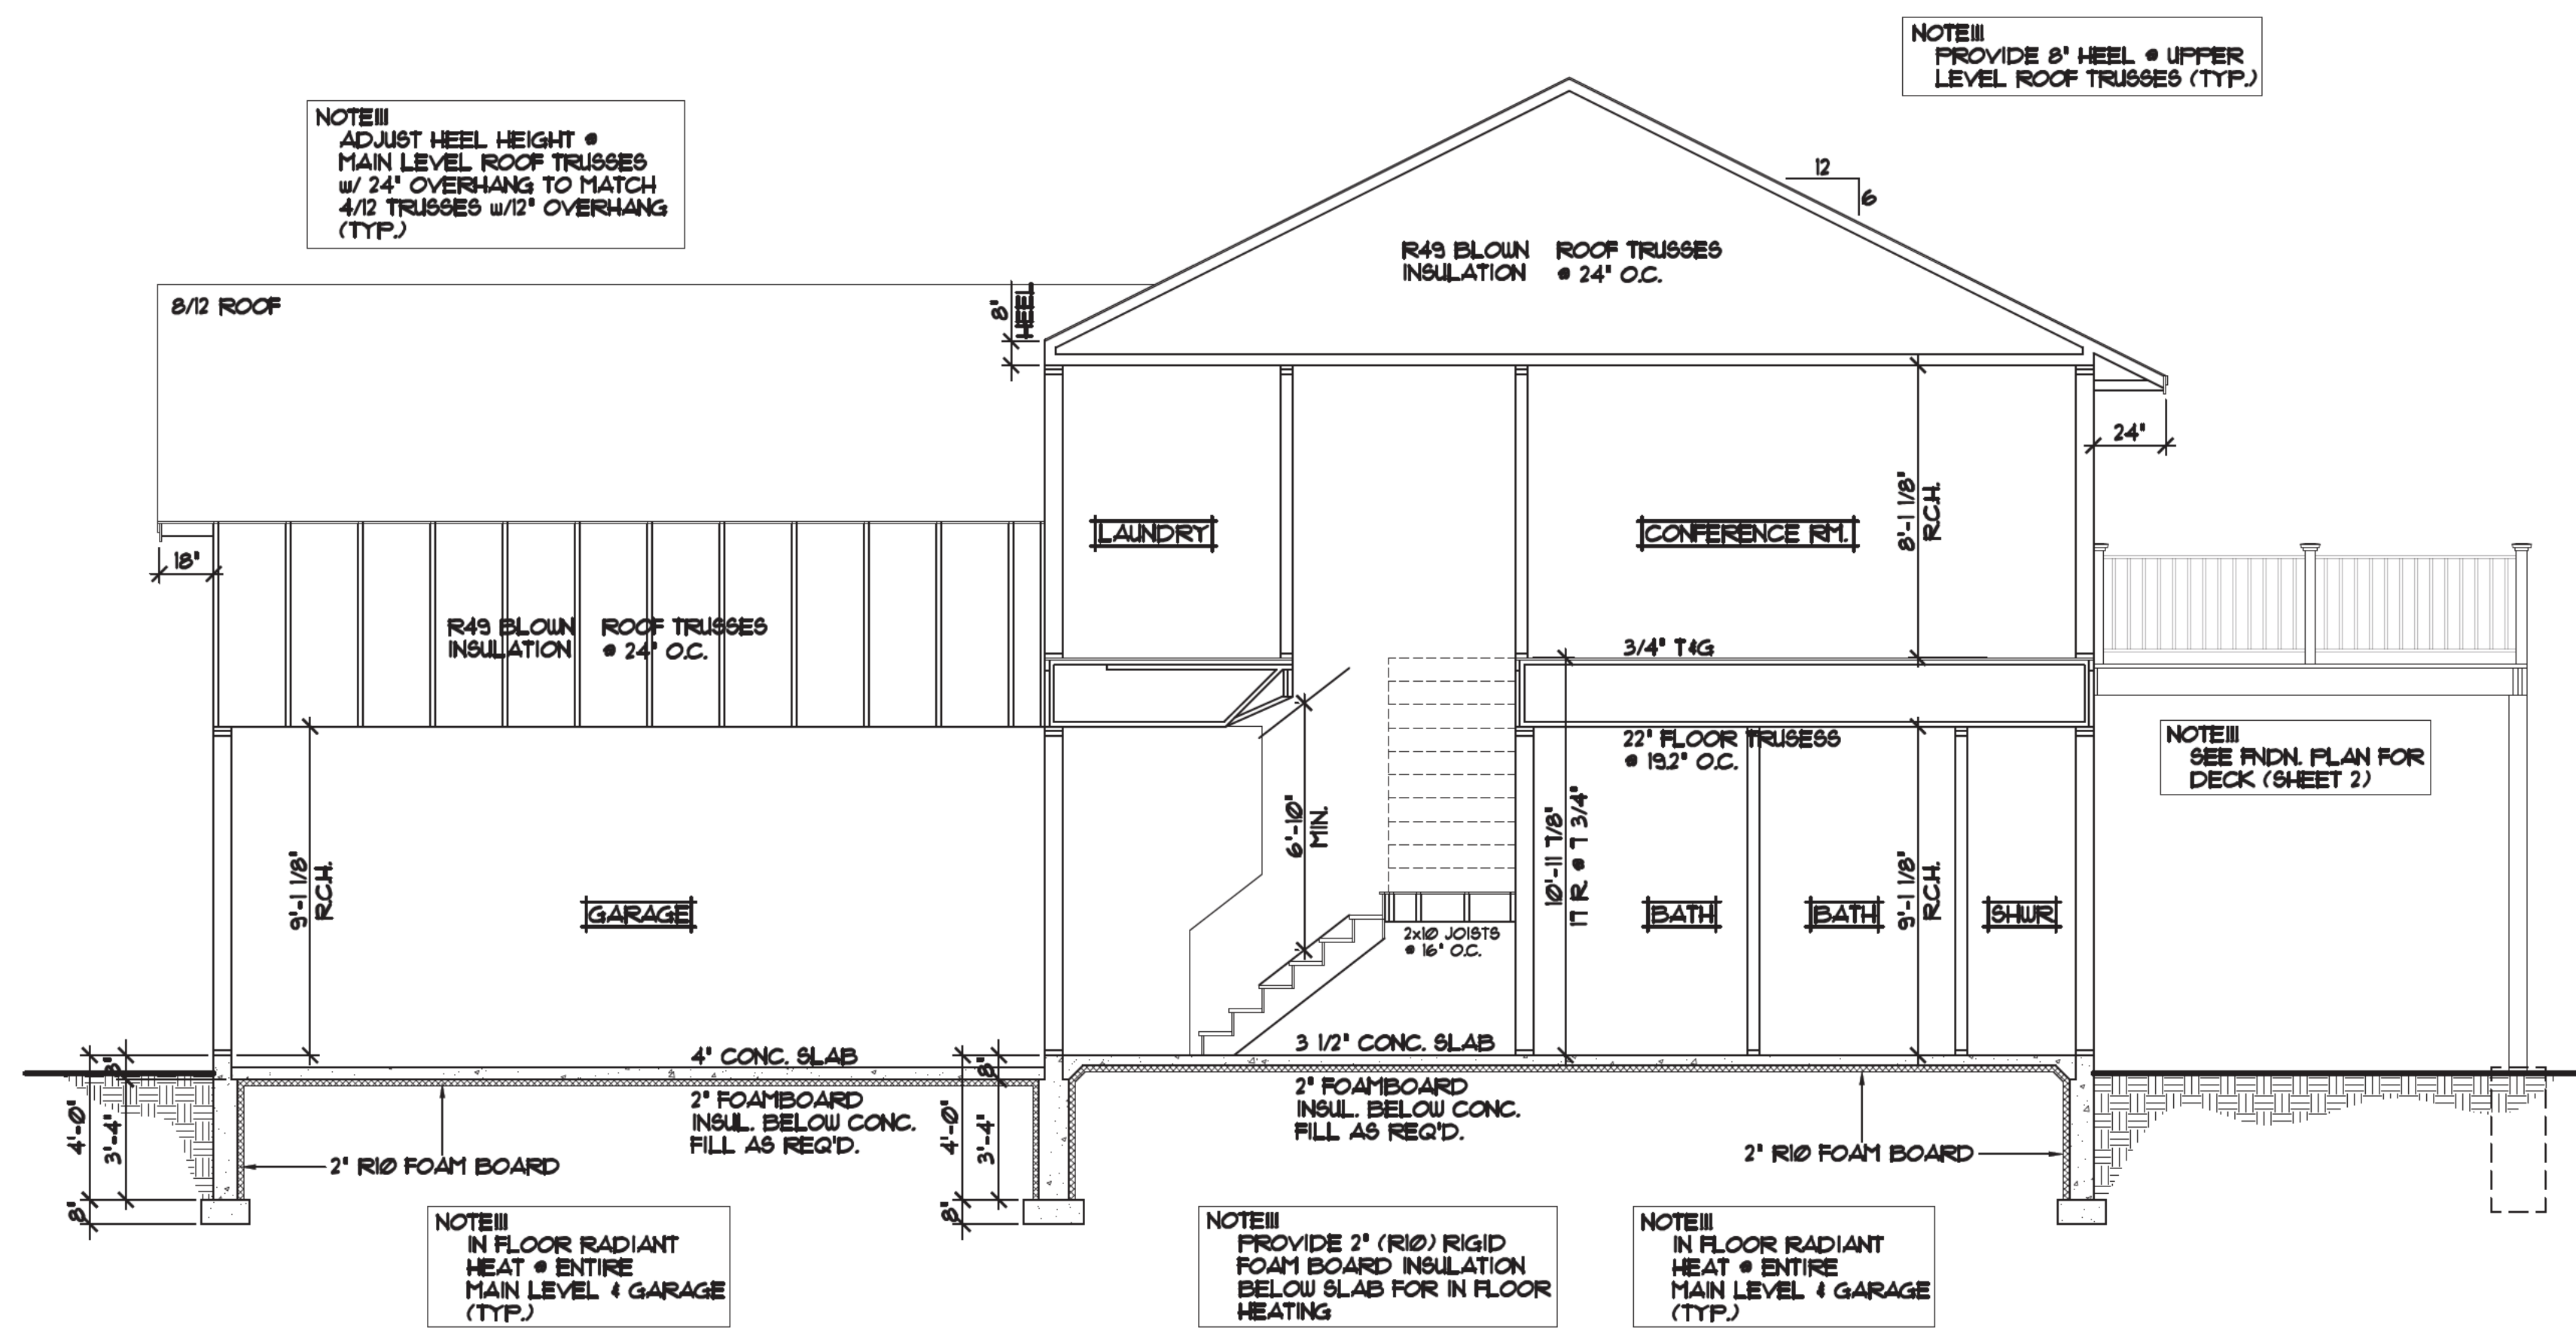 NOTE!!!
PROVIDE 8" HEEL @ UPPER
LEVEL ROOF TRUSSES (TYP.)
NOTE!!!
ADJUST HEEL HEIGHT @
MAIN LEVEL ROOF TRUSSES
w/ 24" OVERHANG TO MATCH
4/12 TRUSSES w/12" OVERHANG
(TYP.)
12
6
R49 BLOWN
INSULATION
ROOF TRUSSES
@ 24" O.C.
8/12 ROOF
8"
HEEL
24"
LAUNDRY
CONFERENCE RM.
8'-1 1/8"
R.C.H.
18"
R49 BLOWN
INSULATION
ROOF TRUSSES
@ 24" O.C.
3/4" T&G
22" FLOOR TRUSESS
@ 19.2" O.C.
NOTE!!!
SEE FNDN. PLAN FOR
DECK (SHEET 2)
9'-1 1/8"
R.C.H.
GARAGE
6'-10"
MIN.
10'-11 7/8"
17 R @ 7 3/4"
BATH
BATH
9'-1 1/8"
R.C.H.
SHWR
2x10 JOISTS
@ 16" O.C.
4" CONC. SLAB
3 1/2" CONC. SLAB
8"
4'-0"
3'-4"
8"
2" FOAMBOARD
INSUL. BELOW CONC.
FILL AS REQ'D.
8"
4'-0"
3'-4"
8"
2" FOAMBOARD
INSUL. BELOW CONC.
FILL AS REQ'D.
2" R10 FOAM BOARD
2" R10 FOAM BOARD
NOTE!!!
IN FLOOR RADIANT
HEAT @ ENTIRE
MAIN LEVEL & GARAGE
(TYP.)
NOTE!!!
PROVIDE 2" (R10) RIGID
FOAM BOARD INSULATION
BELOW SLAB FOR IN FLOOR
HEATING
NOTE!!!
IN FLOOR RADIANT
HEAT @ ENTIRE
MAIN LEVEL & GARAGE
(TYP.)